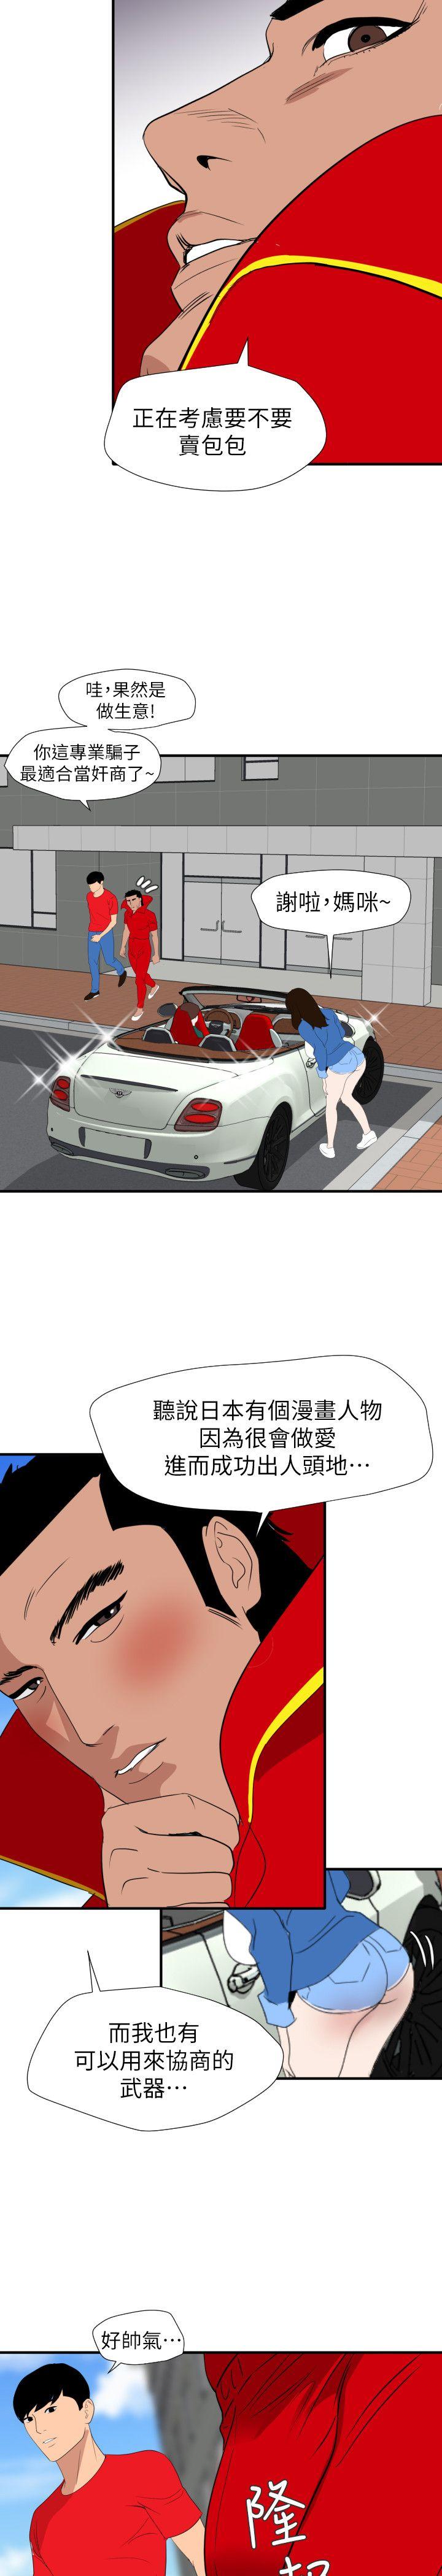 正在考慮要不要
賣包包
哇，果然是
做生意！
你這專業騙子
最適合當奸商了~
謝啦，媽咪~
聽說日本有個漫畫人物
因為很會做愛
進而成功出人頭地…
而我也有
可以用來協商的
武器…
好帥氣…
隆
起